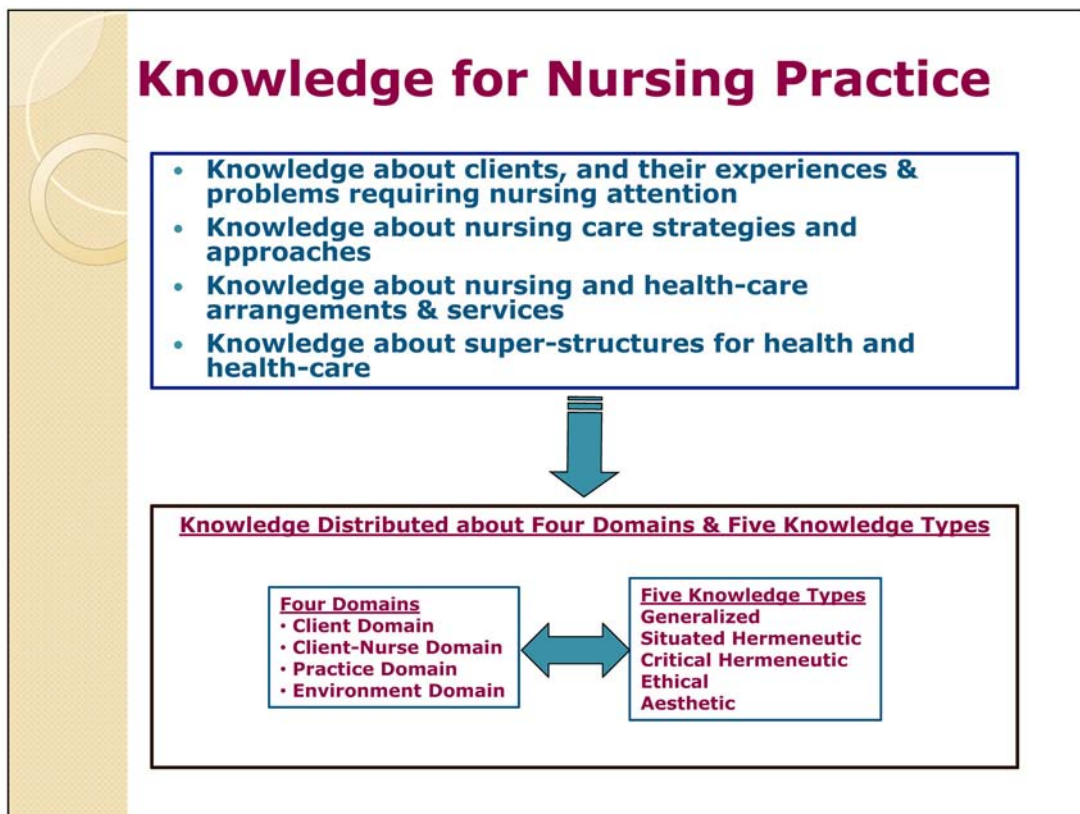 Knowledge for Nursing Practice
• Knowledge about clients, and their experiences &
problems requiring nursing attention
• Knowledge about nursing care strategies and
approaches
• Knowledge about nursing and health-care
arrangements & services
• Knowledge about super-structures for health and
health-care
Knowledge Distributed about Four Domains & Five Knowledge Types
Four Domains
• Client Domain
• Client-Nurse Domain
• Practice Domain
• Environment Domain
Five Knowledge Types
Generalized
Situated Hermeneutic
Critical Hermeneutic
Ethical
Aesthetic